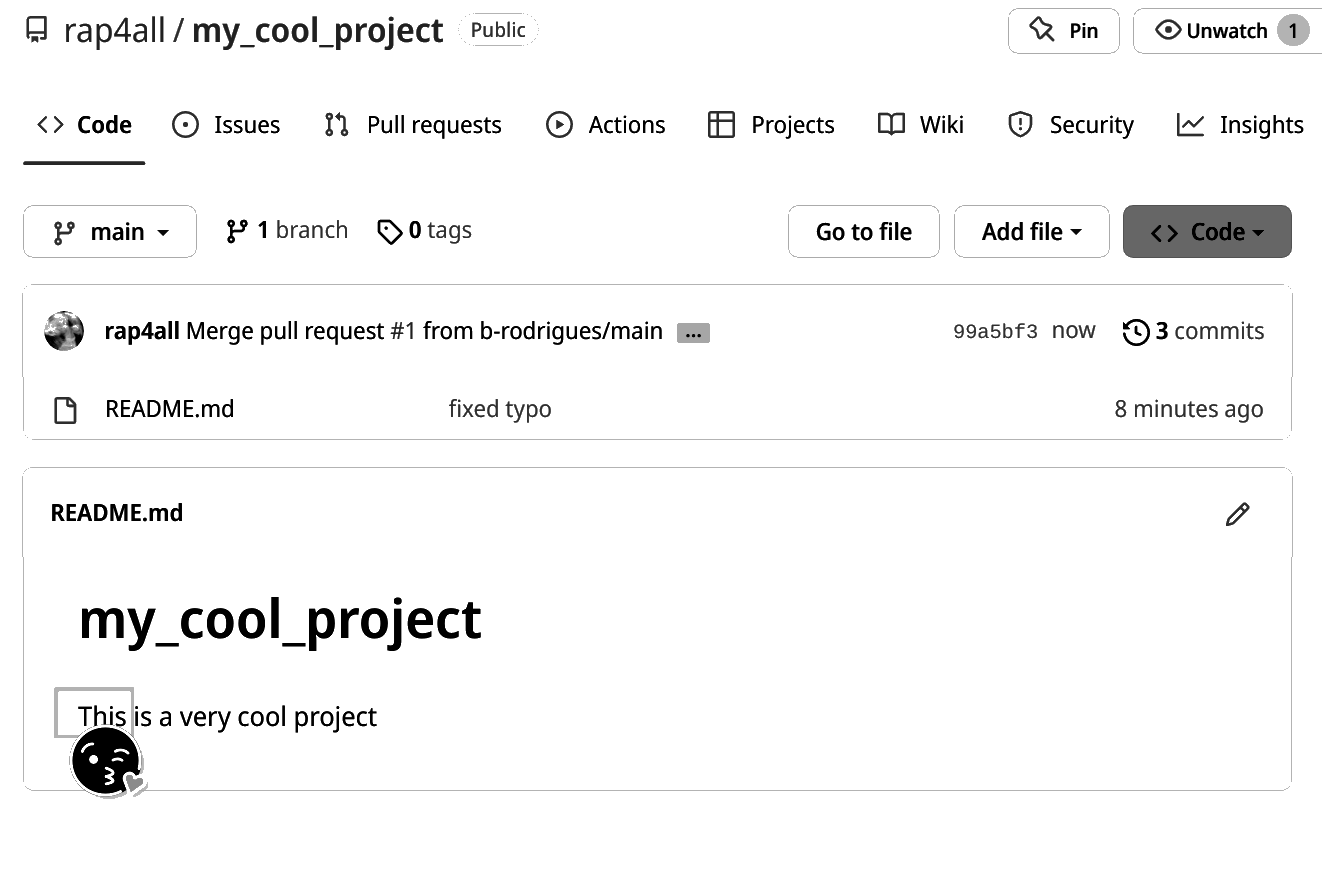 rap4all / my_cool_project Public Pin Unwatch 1
Code Issues Pull requests Actions Projects Wiki Security Insights
main 1 branch 0 tags Go to file Add file Code
rap4all Merge pull request #1 from b-rodrigues/main ... 99a5bf3 now 3 commits
README.md fixed typo 8 minutes ago
README.md
my_cool_project
This is a very cool project